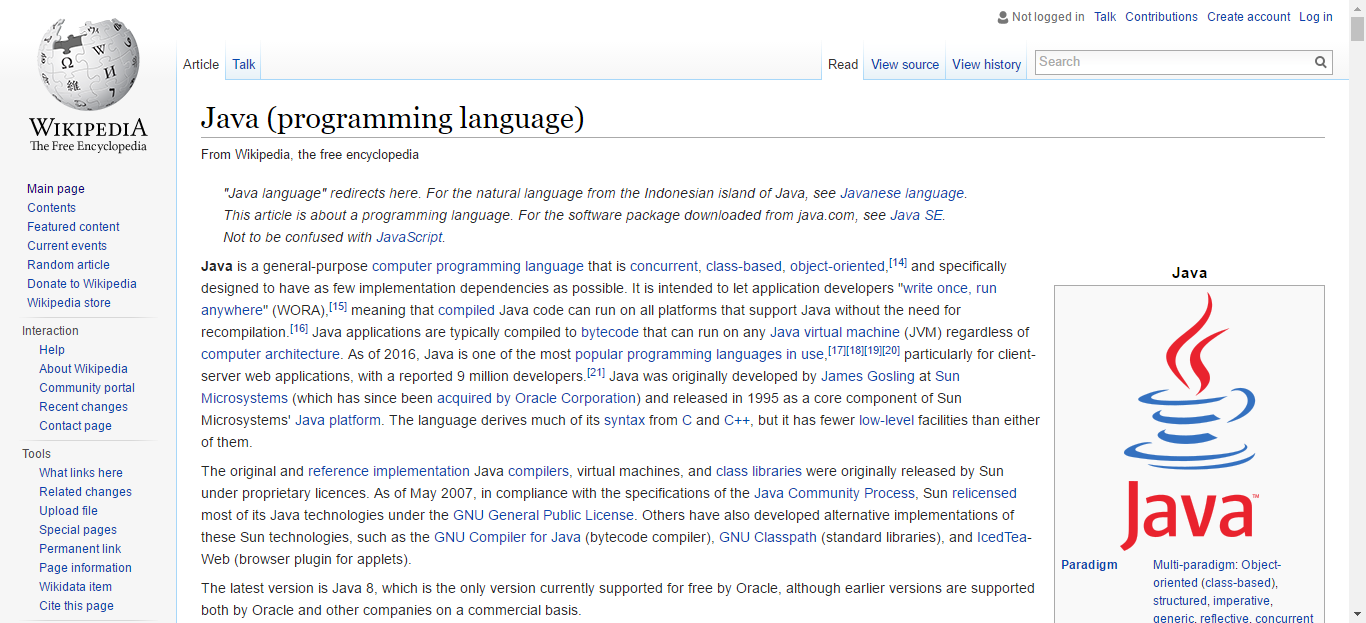 Not logged in Talk Contributions Create account Log in
Article Talk Read View source View history Search
WIKIPEDIA
The Free Encyclopedia
Main page
Contents
Featured content
Current events
Random article
Donate to Wikipedia
Wikipedia store
Interaction
Help
About Wikipedia
Community portal
Recent changes
Contact page
Tools
What links here
Related changes
Upload file
Special pages
Permanent link
Page information
Wikidata item
Cite this page
Java (programming language)
From Wikipedia, the free encyclopedia
"Java language" redirects here. For the natural language from the Indonesian island of Java, see Javanese language.
This article is about a programming language. For the software package downloaded from java.com, see Java SE.
Not to be confused with JavaScript.
Java is a general-purpose computer programming language that is concurrent, class-based, object-oriented,[14] and specifically
designed to have as few implementation dependencies as possible. It is intended to let application developers "write once, run
anywhere" (WORA),[15] meaning that compiled Java code can run on all platforms that support Java without the need for
recompilation.[16] Java applications are typically compiled to bytecode that can run on any Java virtual machine (JVM) regardless of
computer architecture. As of 2016, Java is one of the most popular programming languages in use,[17][18][19][20] particularly for client-
server web applications, with a reported 9 million developers.[21] Java was originally developed by James Gosling at Sun
Microsystems (which has since been acquired by Oracle Corporation) and released in 1995 as a core component of Sun
Microsystems' Java platform. The language derives much of its syntax from C and C++, but it has fewer low-level facilities than either
of them.
The original and reference implementation Java compilers, virtual machines, and class libraries were originally released by Sun
under proprietary licences. As of May 2007, in compliance with the specifications of the Java Community Process, Sun relicensed
most of its Java technologies under the GNU General Public License. Others have also developed alternative implementations of
these Sun technologies, such as the GNU Compiler for Java (bytecode compiler), GNU Classpath (standard libraries), and IcedTea-
Web (browser plugin for applets).
The latest version is Java 8, which is the only version currently supported for free by Oracle, although earlier versions are supported
both by Oracle and other companies on a commercial basis.
Java
Java™
Paradigm Multi-paradigm: Object-
oriented (class-based),
structured, imperative,
generic, reflective, concurrent